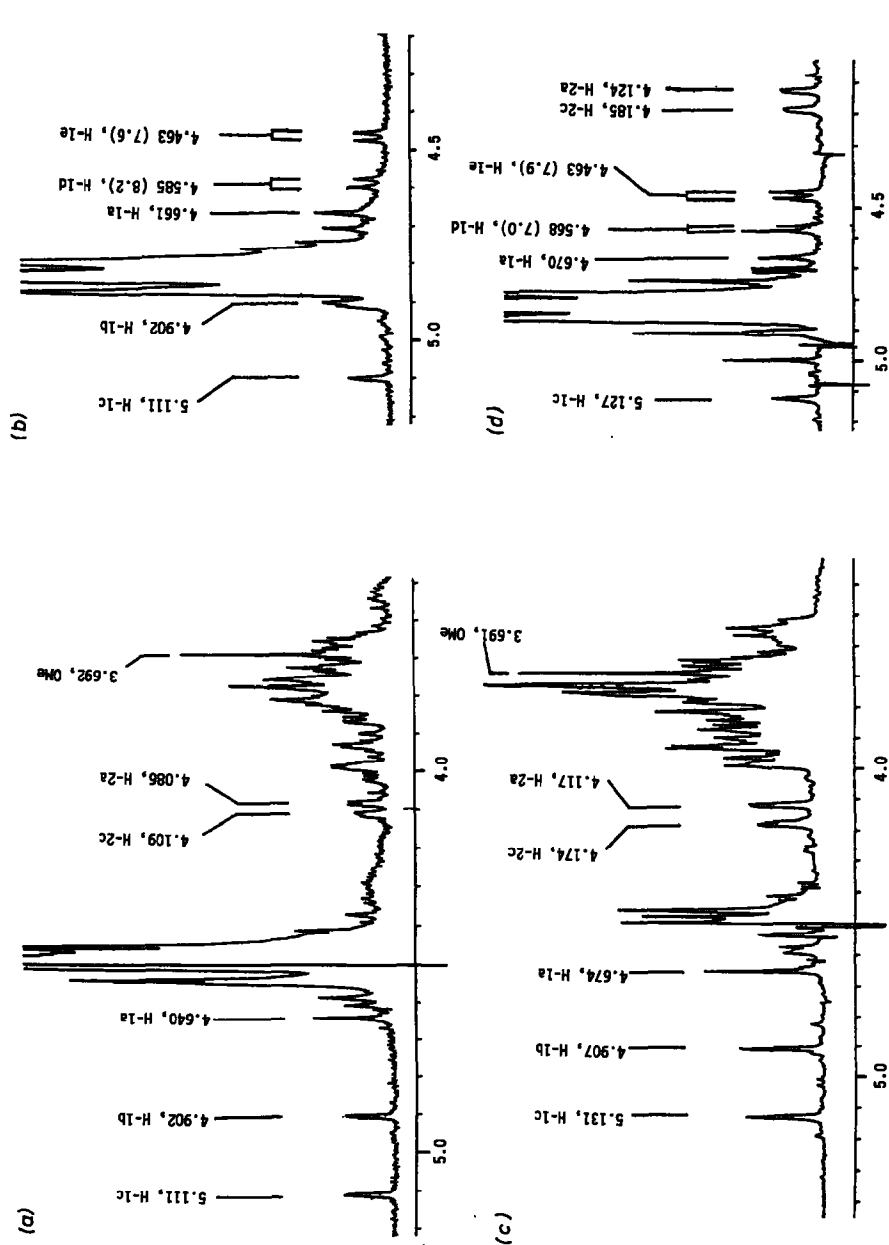 (a)
5.111, H-1c
4.902, H-1b
4.640, H-1a
4.109, H-2c
4.086, H-2a
3.692, OMe
5.0
4.0
(b)
5.111, H-1c
4.902, H-1b
4.661, H-1a
4.585 (8.2), H-1d
4.463 (7.6), H-1e
5.0
4.5
(c)
5.131, H-1c
4.907, H-1b
4.674, H-1a
4.174, H-2c
4.117, H-2a
3.691, OMe
5.0
4.0
(d)
5.127, H-1c
4.670, H-1a
4.568 (7.0), H-1d
4.463 (7.9), H-1e
4.185, H-2c
4.124, H-2a
5.0
4.5